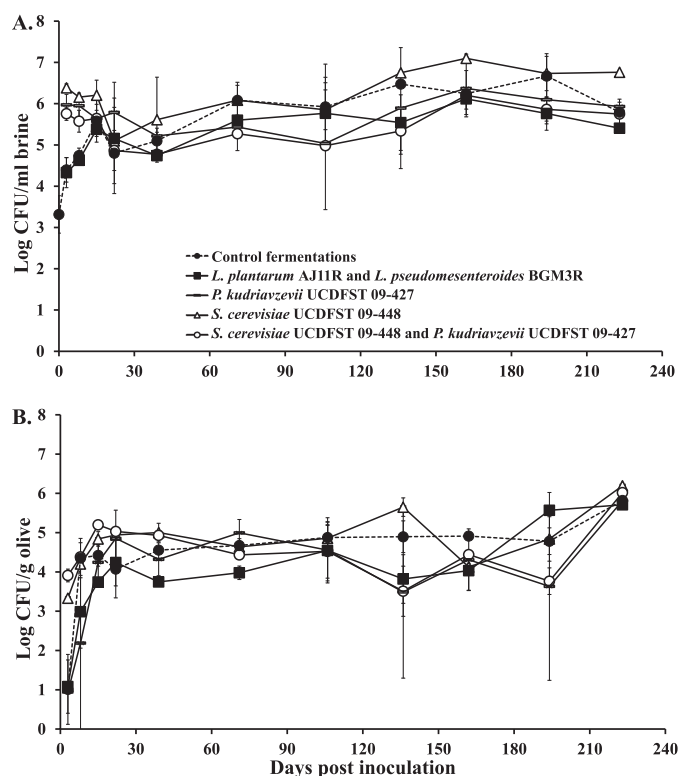 A.
8
7
6
5
4
3
2
1
0
Log CFU/ml brine
Control fermentations
L. plantarum AJ11R and L. pseudomesenteroides BGM3R
P. kudriavzevii UCDFST 09-427
S. cerevisiae UCDFST 09-448
S. cerevisiae UCDFST 09-448 and P. kudriavzevii UCDFST 09-427
0 30 60 90 120 150 180 210 240
B.
8
7
6
5
4
3
2
1
0
Log CFU/g olive
0 30 60 90 120 150 180 210 240
Days post inoculation